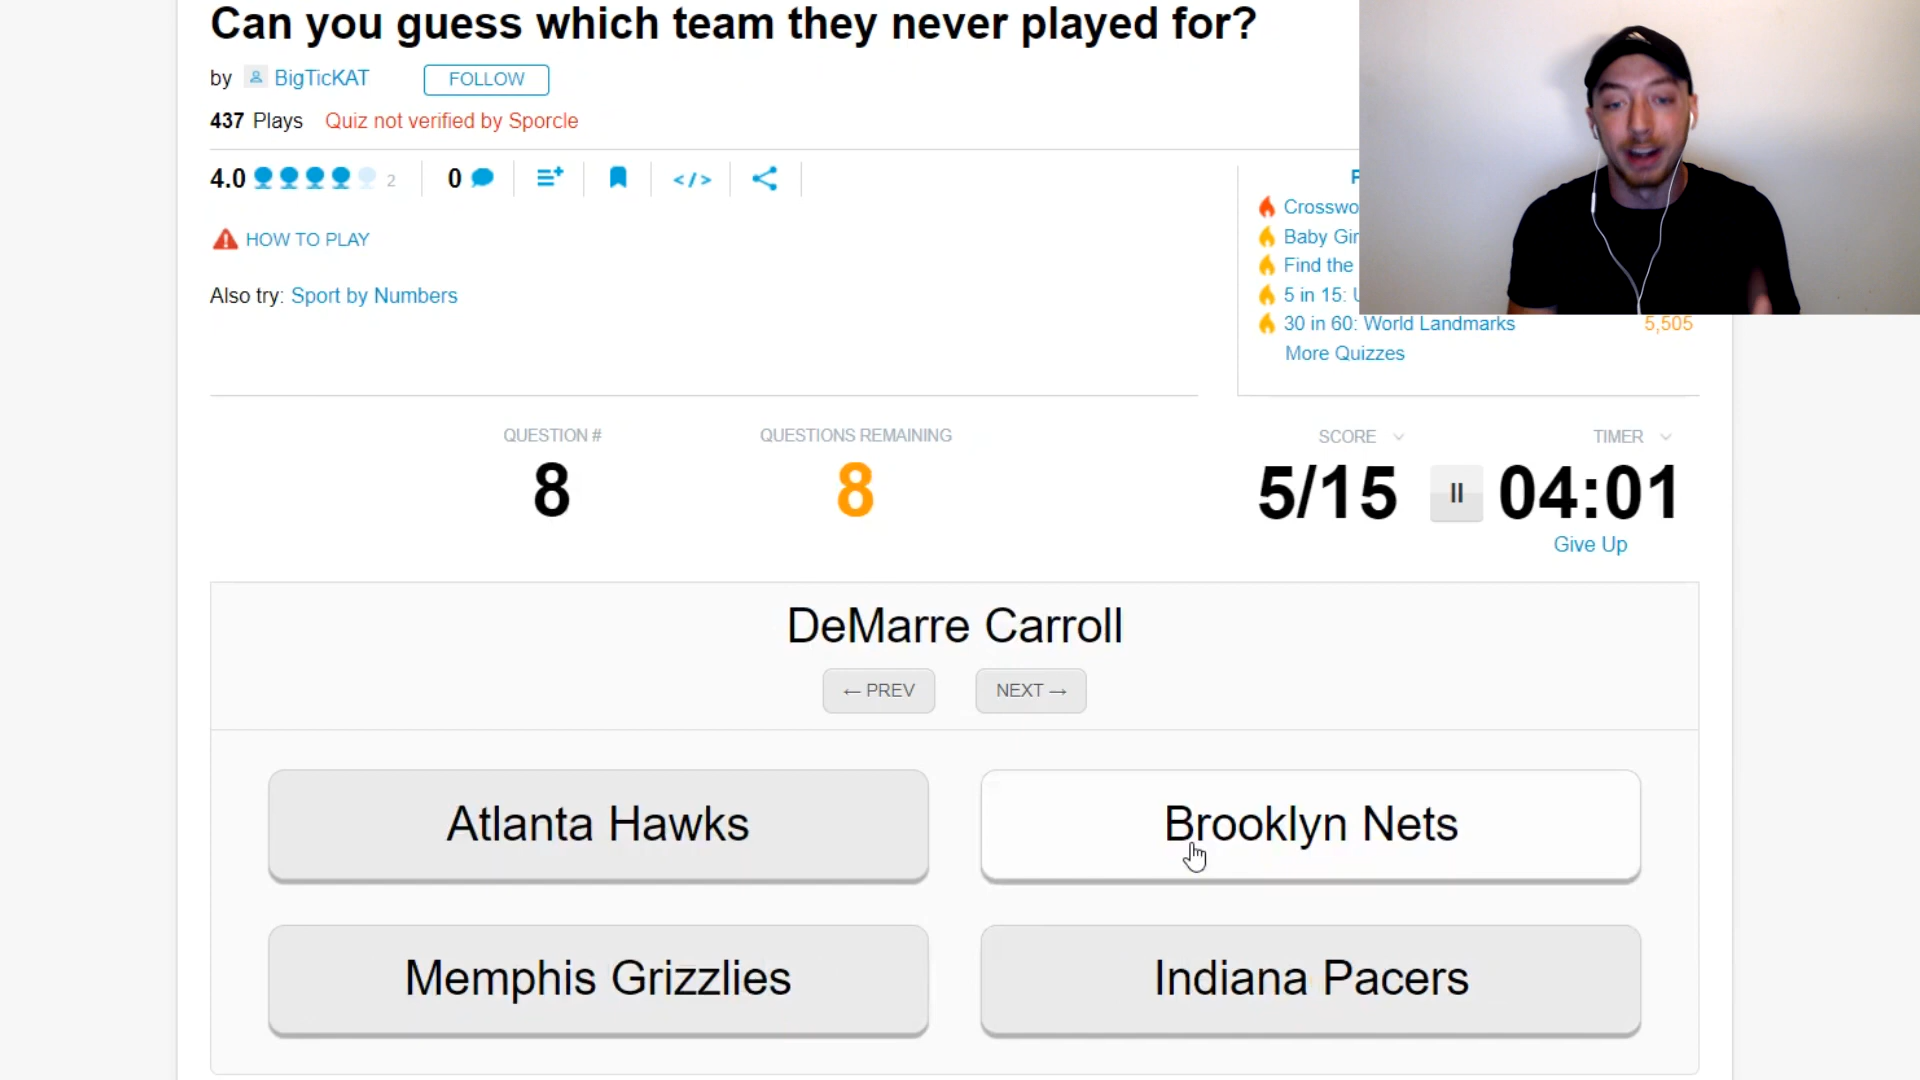 Can you guess which team they never played for?
by BigTicKAT FOLLOW
437 Plays Quiz not verified by Sporcle
4.0 2 0 </>
HOW TO PLAY
Also try: Sport by Numbers
F
Crosswo
Baby Gir
Find the
5 in 15:
30 in 60: World Landmarks 5,505
More Quizzes
QUESTION # QUESTIONS REMAINING SCORE TIMER
8 8 5/15 04:01
Give Up
DeMarre Carroll
← PREV NEXT →
Atlanta Hawks Brooklyn Nets
Memphis Grizzlies Indiana Pacers